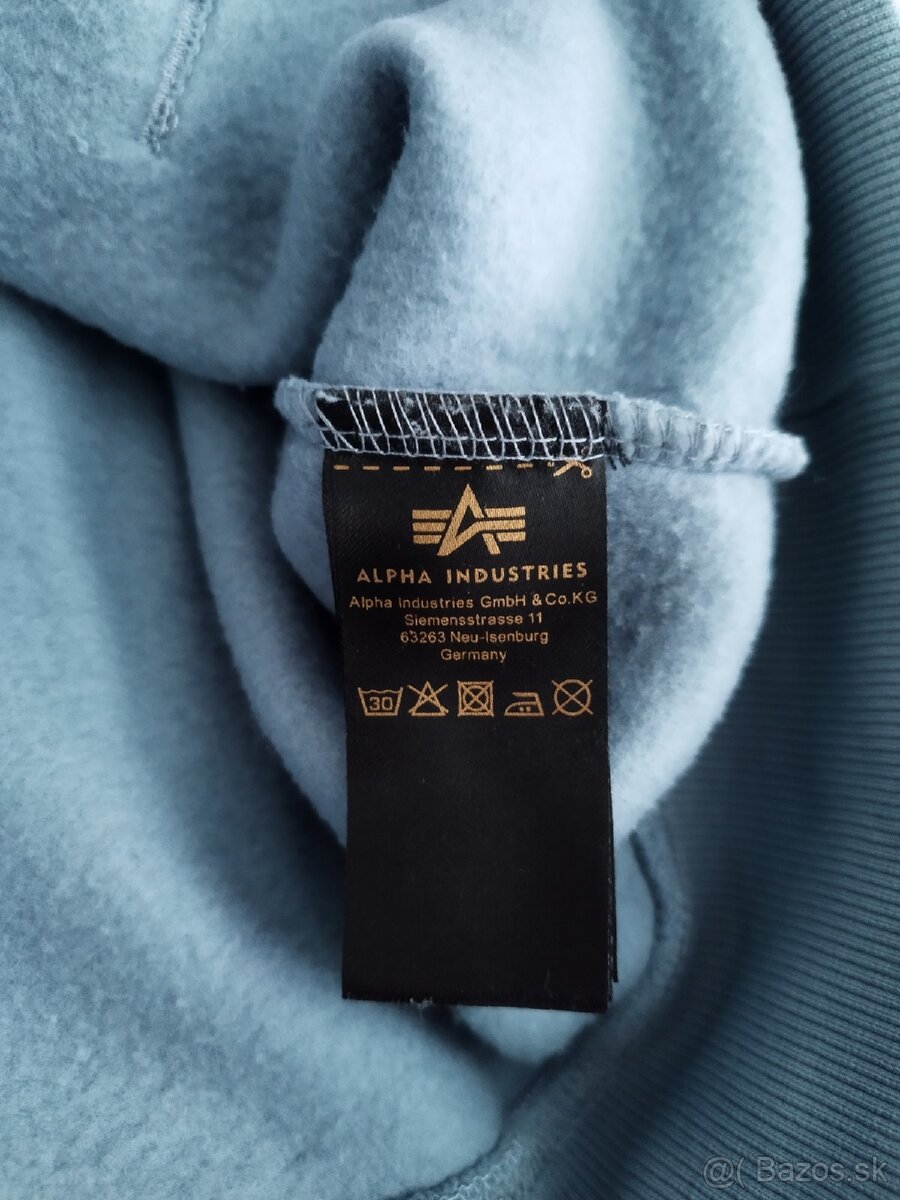 ALPHA INDUSTRIES
Alpha Industries GmbH & Co.KG
Siemensstrasse 11
63263 Neu-Isenburg
Germany
30
@( Bazos.sk